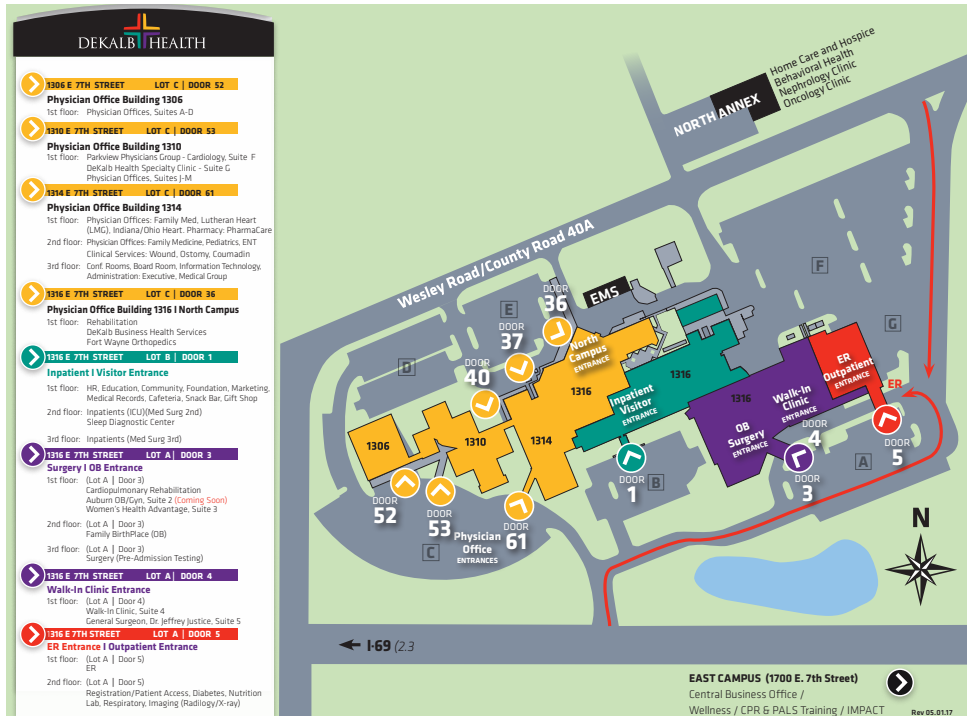 DEKALB HEALTH
1306 E 7TH STREET LOT C | DOOR 52
Physician Office Building 1306
1st floor: Physician Offices, Suites A-D
1310 E 7TH STREET LOT C | DOOR 53
Physician Office Building 1310
1st floor: Parkview Physicians Group - Cardiology, Suite F
DeKalb Health Specialty Clinic - Suite G
Physician Offices, Suites J-M
1314 E 7TH STREET LOT C | DOOR 61
Physician Office Building 1314
1st floor: Physician Offices: Family Med, Lutheran Heart
(LMG), Indiana/Ohio Heart. Pharmacy: PharmaCare
2nd floor: Physician Offices: Family Medicine, Pediatrics, ENT
Clinical Services: Wound, Ostomy, Coumadin
3rd floor: Conf. Rooms, Board Room, Information Technology,
Administration: Executive, Medical Group
1316 E 7TH STREET LOT C | DOOR 36
Physician Office Building 1316 I North Campus
1st floor: Rehabilitation
DeKalb Business Health Services
Fort Wayne Orthopedics
1316 E 7TH STREET LOT B | DOOR 1
Inpatient I Visitor Entrance
1st floor: HR, Education, Community, Foundation, Marketing,
Medical Records, Cafeteria, Snack Bar, Gift Shop
2nd floor: Inpatients (ICU)(Med Surg 2nd)
Sleep Diagnostic Center
3rd floor: Inpatients (Med Surg 3rd)
1316 E 7TH STREET LOT A | DOOR 3
Surgery I OB Entrance
1st floor: (Lot A | Door 3)
Cardiopulmonary Rehabilitation
Auburn OB/Gyn, Suite 2 (Coming Soon)
Women's Health Advantage, Suite 3
2nd floor: (Lot A | Door 3)
Family BirthPlace (OB)
3rd floor: (Lot A | Door 3)
Surgery (Pre-Admission Testing)
1316 E 7TH STREET LOT A | DOOR 4
Walk-In Clinic Entrance
1st floor: (Lot A | Door 4)
Walk-In Clinic, Suite 4
General Surgeon, Dr. Jeffrey Justice, Suite 5
1316 E 7TH STREET LOT A | DOOR 5
ER Entrance I Outpatient Entrance
1st floor: (Lot A | Door 5)
ER
2nd floor: (Lot A | Door 5)
Registration/Patient Access, Diabetes, Nutrition
Lab, Respiratory, Imaging (Radilogy/X-ray)
Home Care and Hospice
Behavioral Health
Nephrology Clinic
Oncology Clinic
NORTH ANNEX
Wesley Road/County Road 40A
F
EMS
DOOR
36
E
DOOR
37
G
D
DOOR
40
North
Campus
ENTRANCE
1316
1316
ER
Outpatient
ENTRANCE
ER
Inpatient
Visitor
ENTRANCE
1316
Walk-In
Clinic
ENTRANCE
OB
Surgery
ENTRANCE
1306
1310
1314
DOOR
4
DOOR
5
A
DOOR
1
B
DOOR
3
DOOR
52
DOOR
53
DOOR
61
Physician
Office
ENTRANCES
C
N
I-69 (2.3
EAST CAMPUS (1700 E. 7th Street)
Central Business Office /
Wellness / CPR & PALS Training / IMPACT
Rev 05.01.17